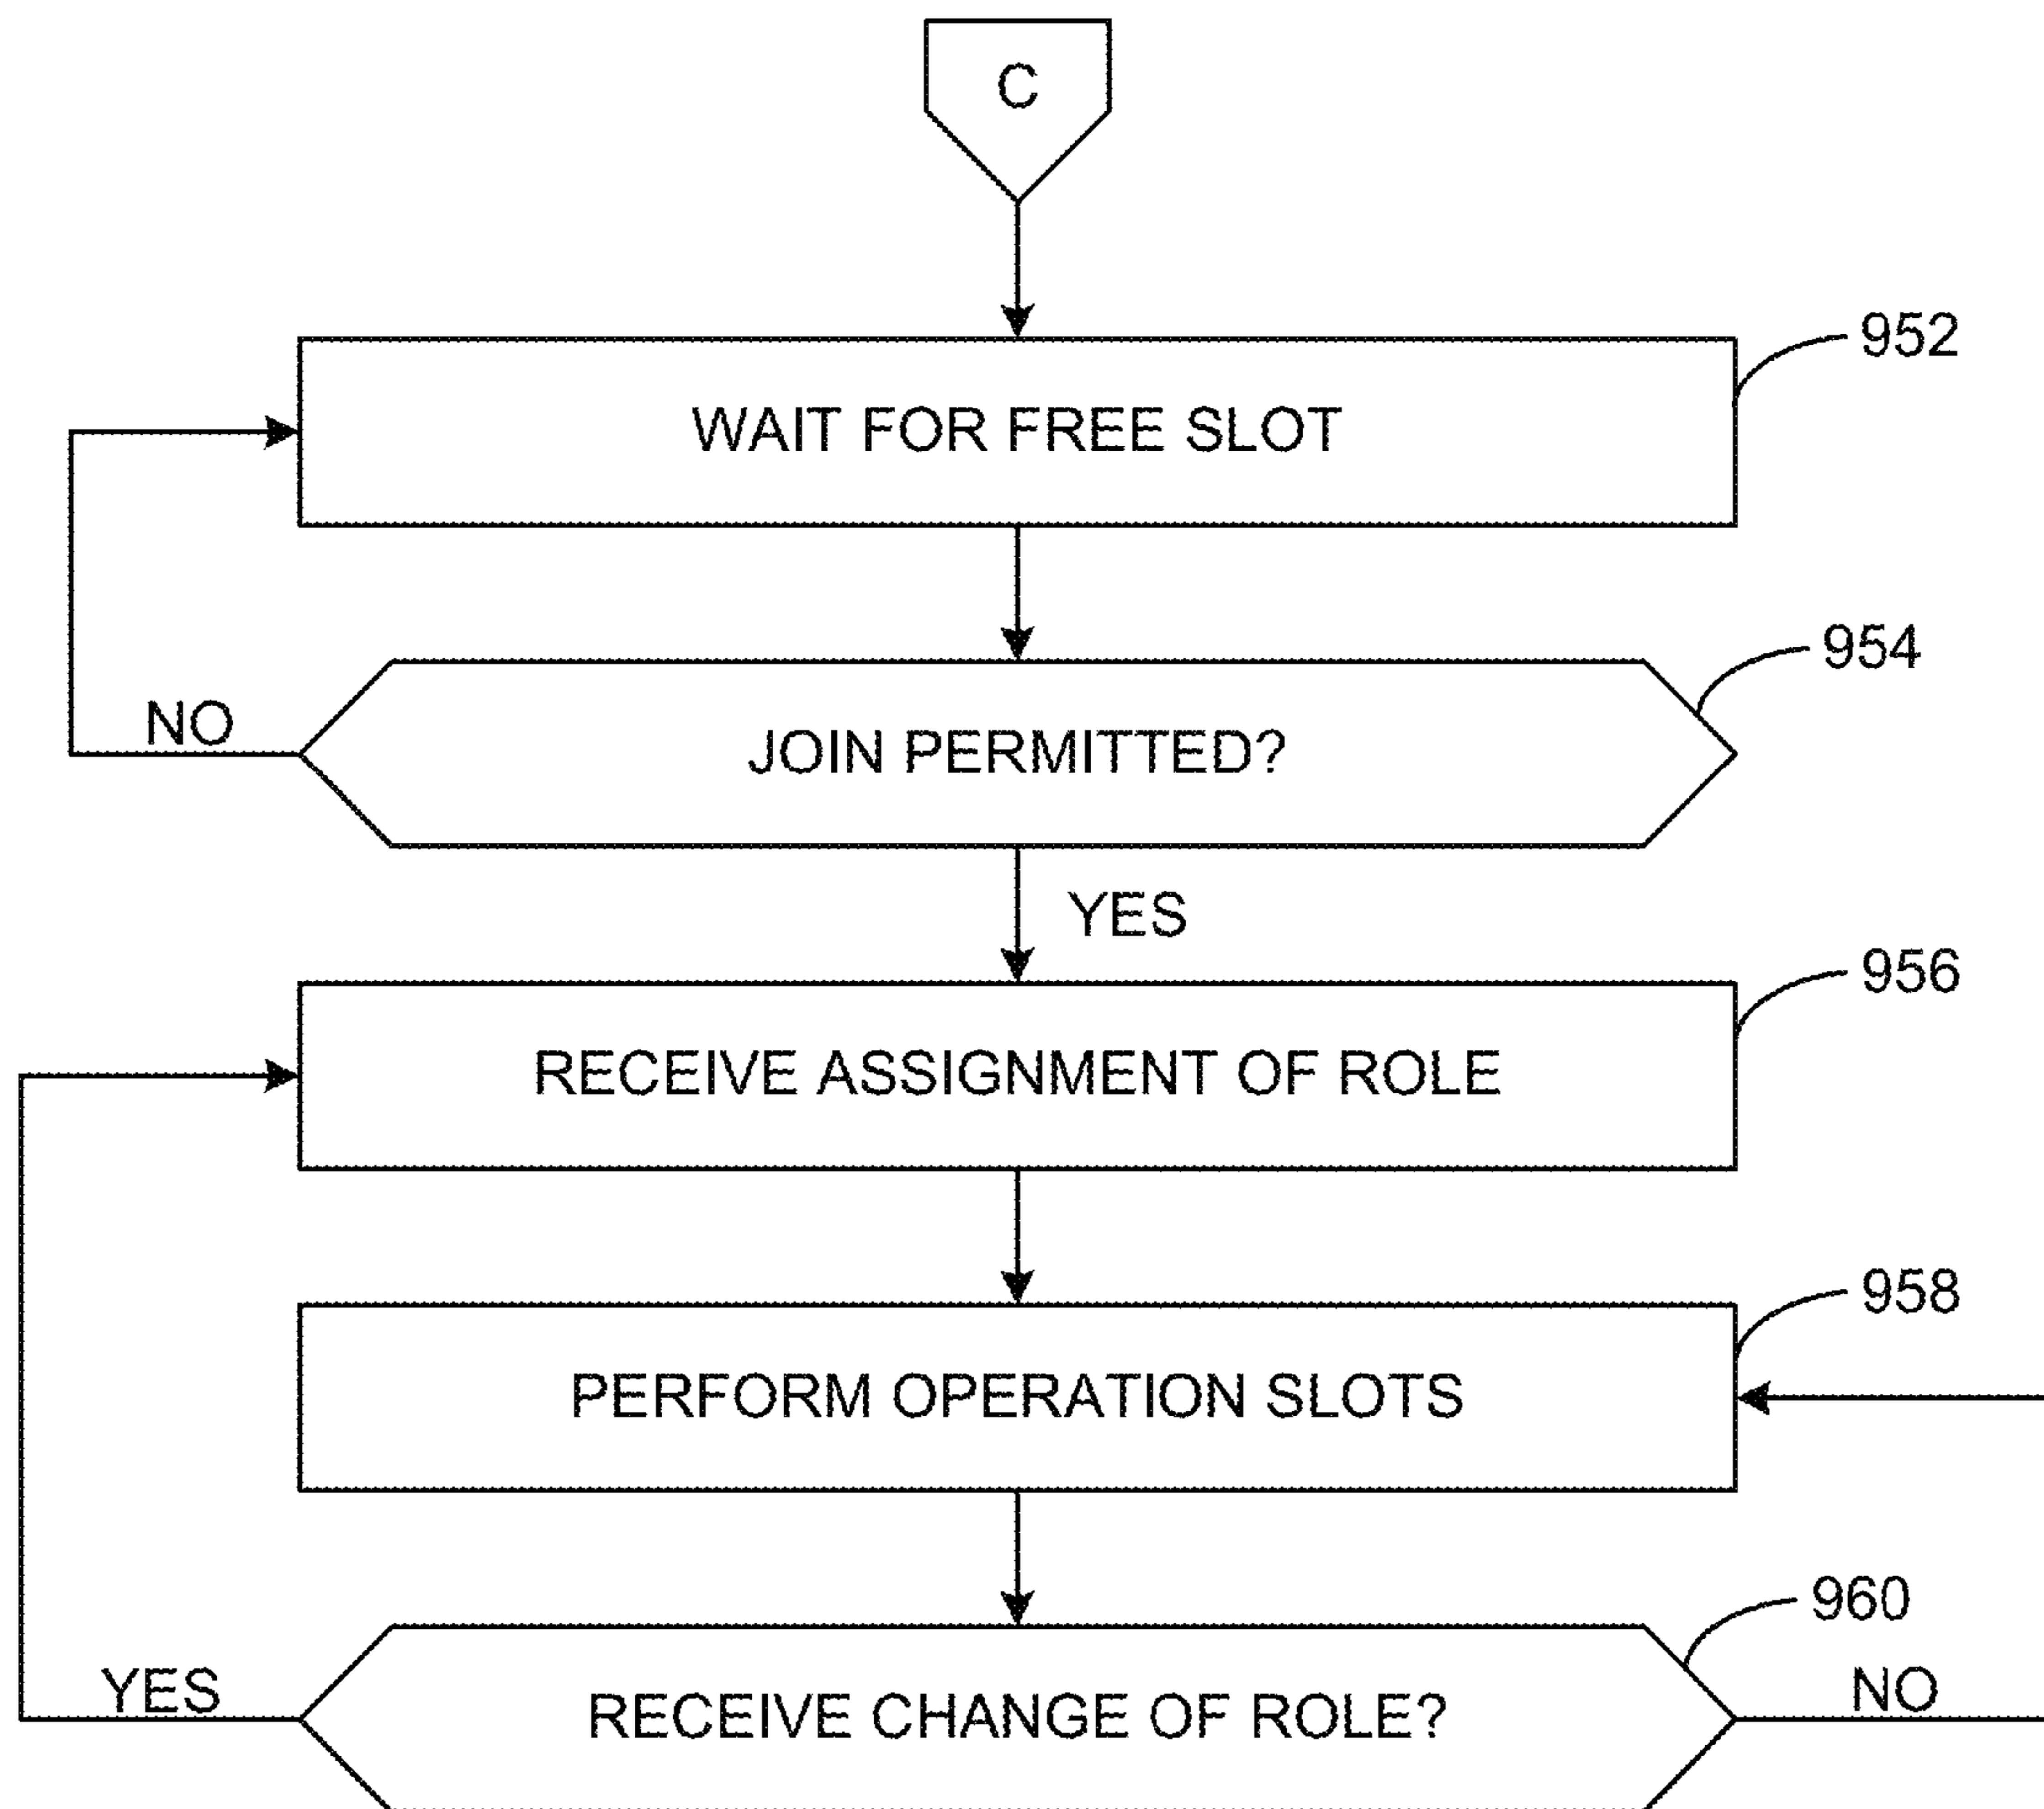 C
952
WAIT FOR FREE SLOT
954
NO
JOIN PERMITTED?
YES
956
RECEIVE ASSIGNMENT OF ROLE
958
PERFORM OPERATION SLOTS
960
YES
RECEIVE CHANGE OF ROLE?
NO